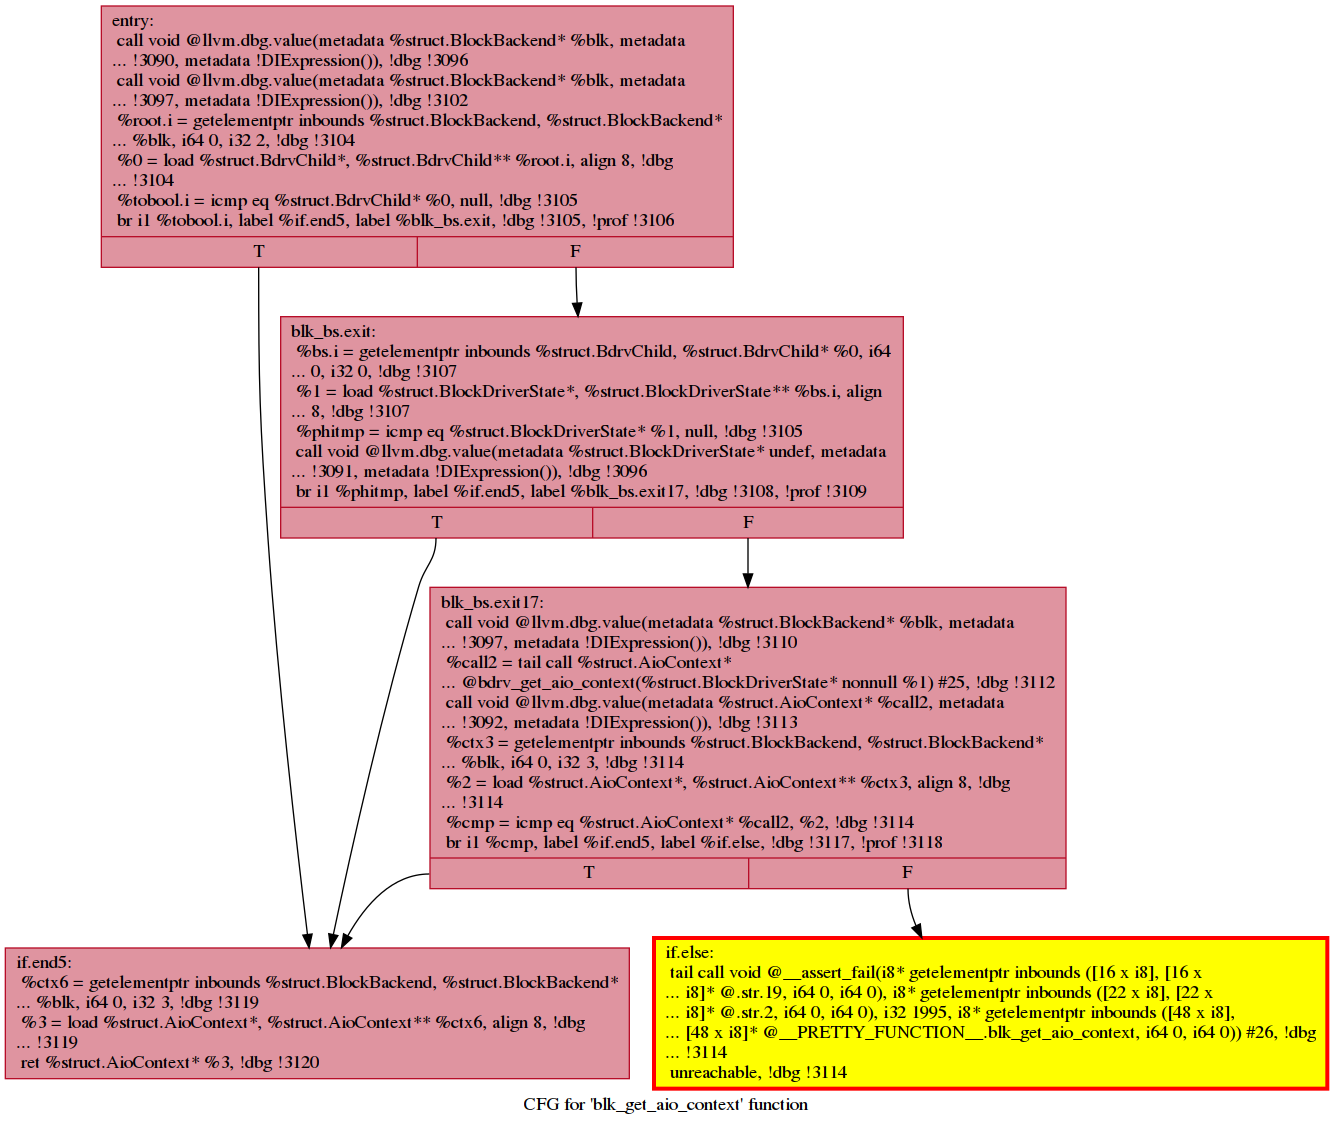 entry:
call void @llvm.dbg.value(metadata %struct.BlockBackend* %blk, metadata
... !3090, metadata !DIExpression()), !dbg !3096
call void @llvm.dbg.value(metadata %struct.BlockBackend* %blk, metadata
... !3097, metadata !DIExpression()), !dbg !3102
%root.i = getelementptr inbounds %struct.BlockBackend, %struct.BlockBackend*
... %blk, i64 0, i32 2, !dbg !3104
%0 = load %struct.BdrvChild*, %struct.BdrvChild** %root.i, align 8, !dbg
... !3104
%tobool.i = icmp eq %struct.BdrvChild* %0, null, !dbg !3105
br i1 %tobool.i, label %if.end5, label %blk_bs.exit, !dbg !3105, !prof !3106
T
F
blk_bs.exit:
%bs.i = getelementptr inbounds %struct.BdrvChild, %struct.BdrvChild* %0, i64
... 0, i32 0, !dbg !3107
%1 = load %struct.BlockDriverState*, %struct.BlockDriverState** %bs.i, align
... 8, !dbg !3107
%phitmp = icmp eq %struct.BlockDriverState* %1, null, !dbg !3105
call void @llvm.dbg.value(metadata %struct.BlockDriverState* undef, metadata
... !3091, metadata !DIExpression()), !dbg !3096
br i1 %phitmp, label %if.end5, label %blk_bs.exit17, !dbg !3108, !prof !3109
T
F
blk_bs.exit17:
call void @llvm.dbg.value(metadata %struct.BlockBackend* %blk, metadata
... !3097, metadata !DIExpression()), !dbg !3110
%call2 = tail call %struct.AioContext*
... @bdrv_get_aio_context(%struct.BlockDriverState* nonnull %1) #25, !dbg !3112
call void @llvm.dbg.value(metadata %struct.AioContext* %call2, metadata
... !3092, metadata !DIExpression()), !dbg !3113
%ctx3 = getelementptr inbounds %struct.BlockBackend, %struct.BlockBackend*
... %blk, i64 0, i32 3, !dbg !3114
%2 = load %struct.AioContext*, %struct.AioContext** %ctx3, align 8, !dbg
... !3114
%cmp = icmp eq %struct.AioContext* %call2, %2, !dbg !3114
br i1 %cmp, label %if.end5, label %if.else, !dbg !3117, !prof !3118
T
F
if.end5:
%ctx6 = getelementptr inbounds %struct.BlockBackend, %struct.BlockBackend*
... %blk, i64 0, i32 3, !dbg !3119
%3 = load %struct.AioContext*, %struct.AioContext** %ctx6, align 8, !dbg
... !3119
ret %struct.AioContext* %3, !dbg !3120
if.else:
tail call void @__assert_fail(i8* getelementptr inbounds ([16 x i8], [16 x
... i8]* @.str.19, i64 0, i64 0), i8* getelementptr inbounds ([22 x i8], [22 x
... i8]* @.str.2, i64 0, i64 0), i32 1995, i8* getelementptr inbounds ([48 x i8],
... [48 x i8]* @__PRETTY_FUNCTION__.blk_get_aio_context, i64 0, i64 0)) #26, !dbg
... !3114
unreachable, !dbg !3114
CFG for 'blk_get_aio_context' function